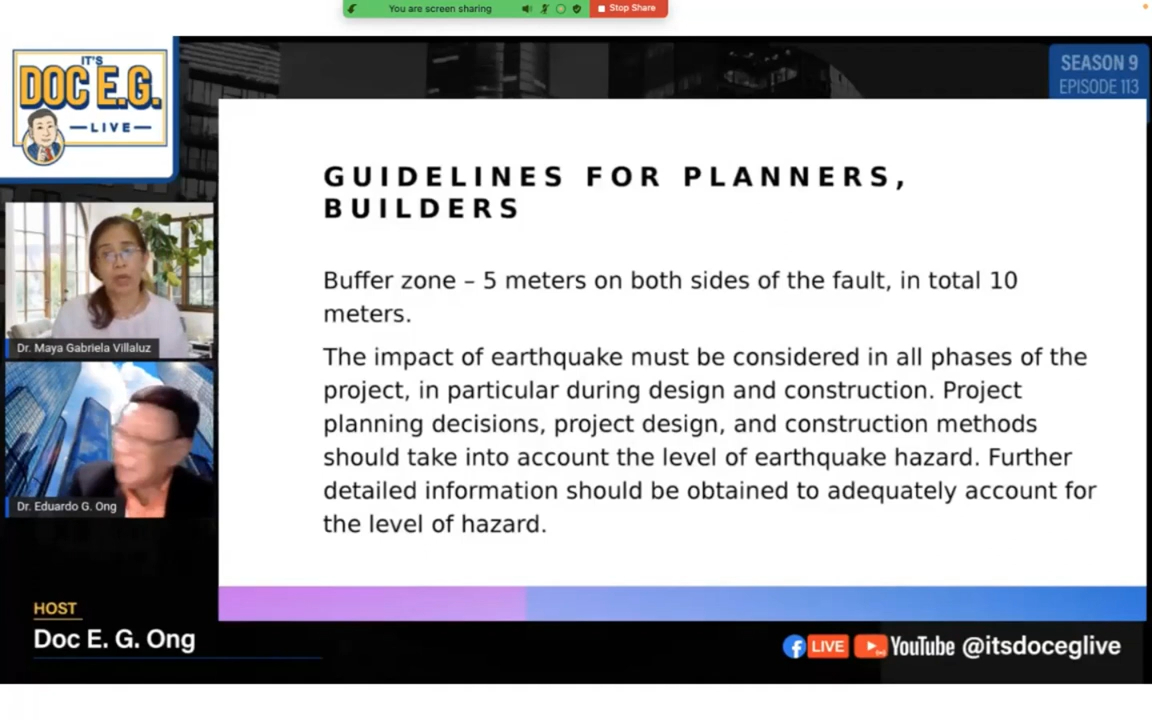 You are screen sharing
Stop Share
IT'S
DOC E.G.
LIVE
SEASON 9
EPISODE 113
GUIDELINES FOR PLANNERS,
BUILDERS
Buffer zone – 5 meters on both sides of the fault, in total 10
meters.
The impact of earthquake must be considered in all phases of the
project, in particular during design and construction. Project
planning decisions, project design, and construction methods
should take into account the level of earthquake hazard. Further
detailed information should be obtained to adequately account for
the level of hazard.
Dr. Maya Gabriela Villaluz
Dr. Eduardo G. Ong
HOST
Doc E. G. Ong
LIVE YouTube @itsdoceglive